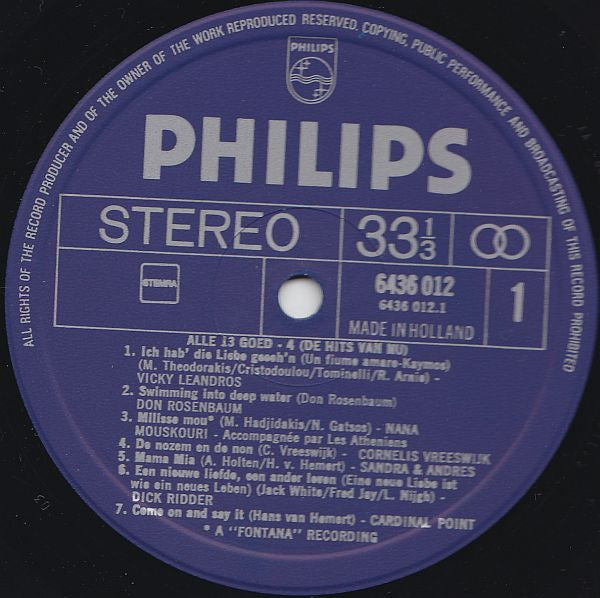 ALL RIGHTS OF THE RECORD PRODUCER AND OF THE OWNER OF THE WORK REPRODUCED RESERVED. COPYING, PUBLIC PERFORMANCE AND BROADCASTING OF THIS RECORD PROHIBITED
PHILIPS
PHILIPS
STEREO 33 1/3
STEMRA 6436 012 1
6436 012.1
MADE IN HOLLAND
ALLE 13 GOED - 4 (DE HITS VAN NU)
1. Ich hab' die Liebe geseh'n (Un fiume amaro-Kaymos)
(M. Theodorakis/Cristodoulou/Tominelli/R. Arnie) -
VICKY LEANDROS
2. Swimming into deep water (Don Rosenbaum)
DON ROSENBAUM
3. Milisse mou* (M. Hadjidakis/N. Gatsos) - NANA
MOUSKOURI - Accompagnée par Les Atheniens
4. De nozem en de non (C. Vreeswijk) - CORNELIS VREESWIJK
5. Mama Mia (A. Holten/H. v. Hemert) - SANDRA & ANDRES
6. Een nieuwe liefde, een ander leven (Eine neue Liebe ist
wie ein neues Leben) (Jack White/Fred Jay/L. Nijgh) -
DICK RIDDER
7. Come on and say it (Hans van Hemert) - CARDINAL POINT
* A "FONTANA" RECORDING